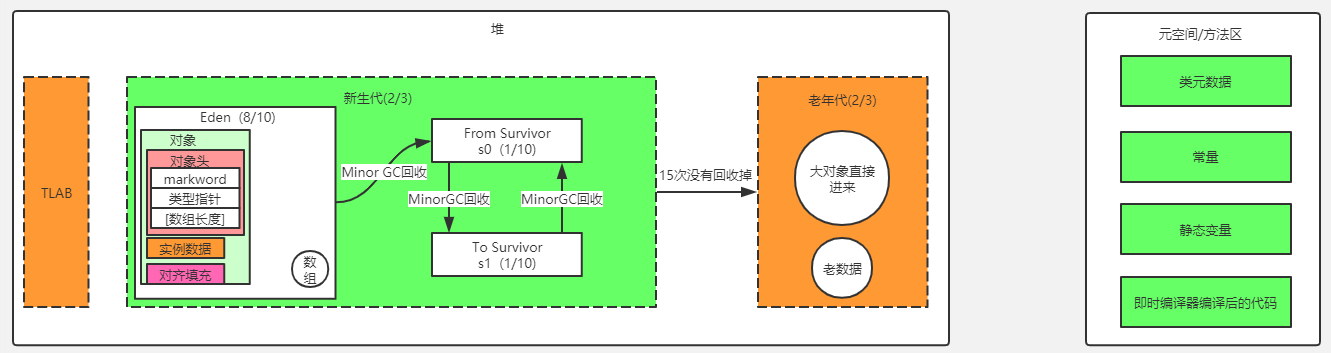 堆
元空间/方法区
TLAB
新生代(2/3)
Eden（8/10）
对象
对象头
markword
类型指针
[数组长度]
实例数据
对齐填充
数
组
Minor GC回收
From Survivor
s0（1/10）
MinorGC回收
MinorGC回收
To Survivor
s1（1/10）
15次没有回收掉
老年代(2/3)
大对象直接
进来
老数据
类元数据
常量
静态变量
即时编译器编译后的代码